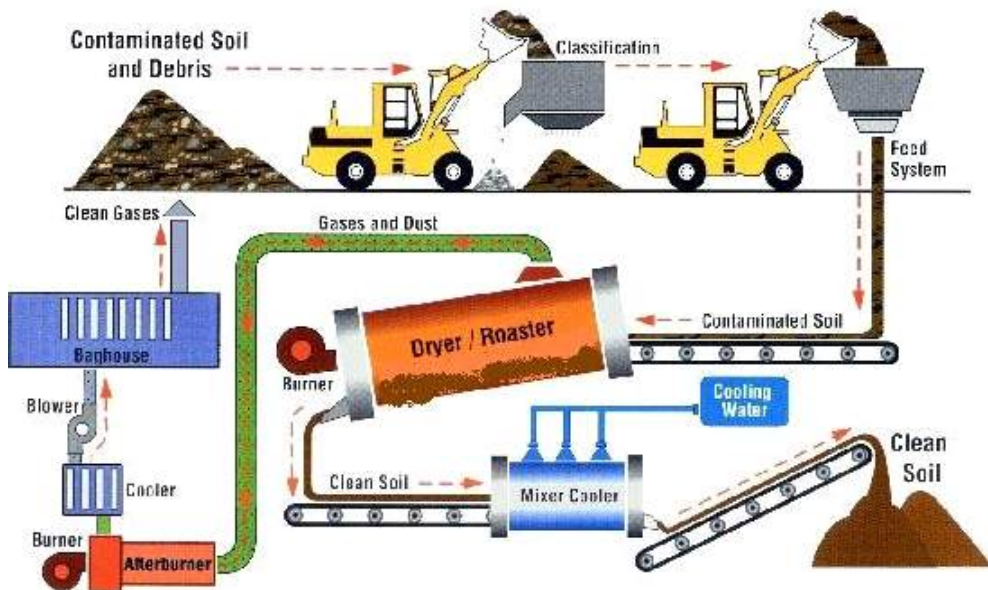 Contaminated Soil
and Debris
Classification
Feed
System
Clean Gases
Gases and Dust
Contaminated Soil
Dryer / Roaster
Baghouse
Burner
Cooling
Water
Blower
Clean
Soil
Clean Soil
Mixer Cooler
Cooler
Burner
Afterburner